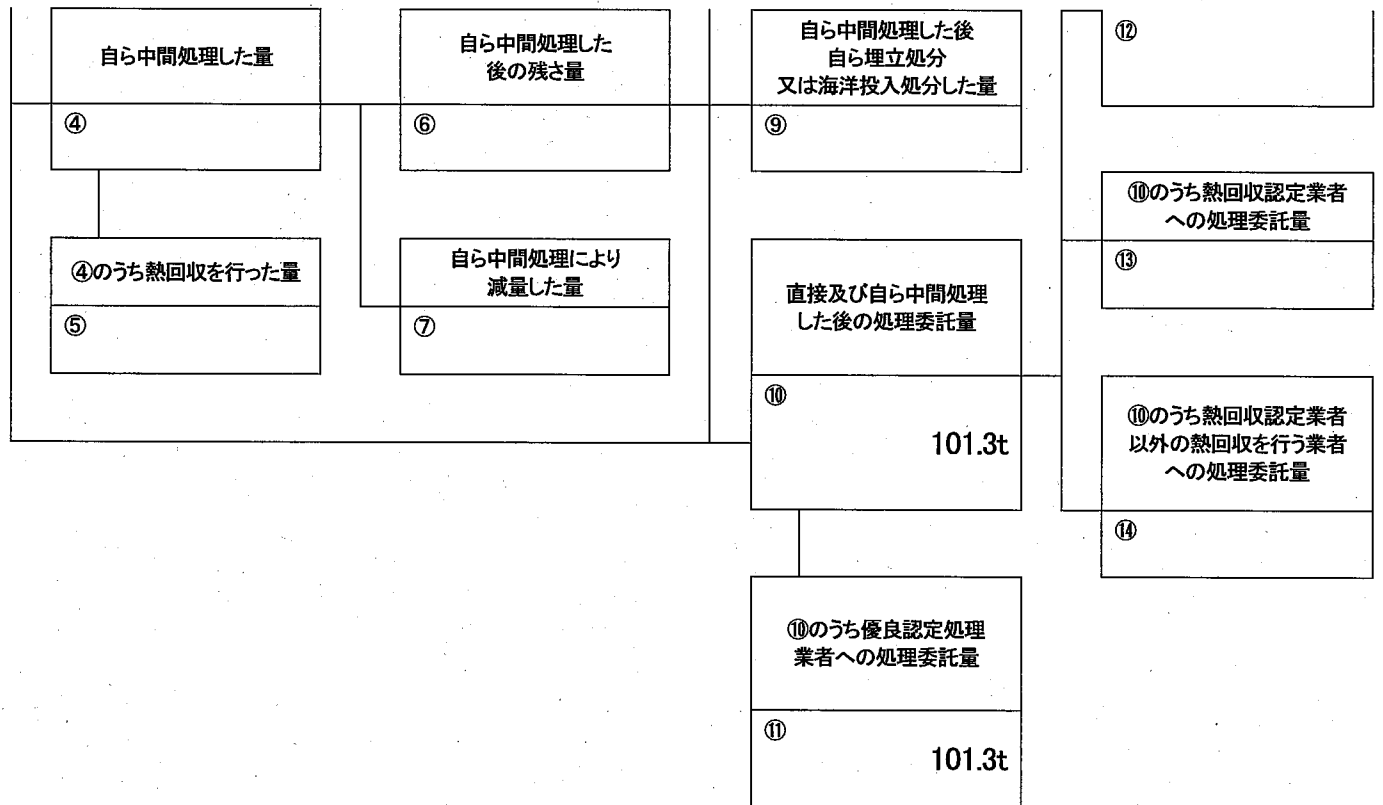 自ら中間処理した量
④
④のうち熱回収を行った量
⑤
自ら中間処理した
後の残さ量
⑥
自ら中間処理により
減量した量
⑦
自ら中間処理した後
自ら埋立処分
又は海洋投入処分した量
⑨
直接及び自ら中間処理
した後の処理委託量
⑩
101.3t
⑩のうち優良認定処理
業者への処理委託量
⑪
101.3t
⑫
⑩のうち熱回収認定業者
への処理委託量
⑬
⑩のうち熱回収認定業者
以外の熱回収を行う業者
への処理委託量
⑭